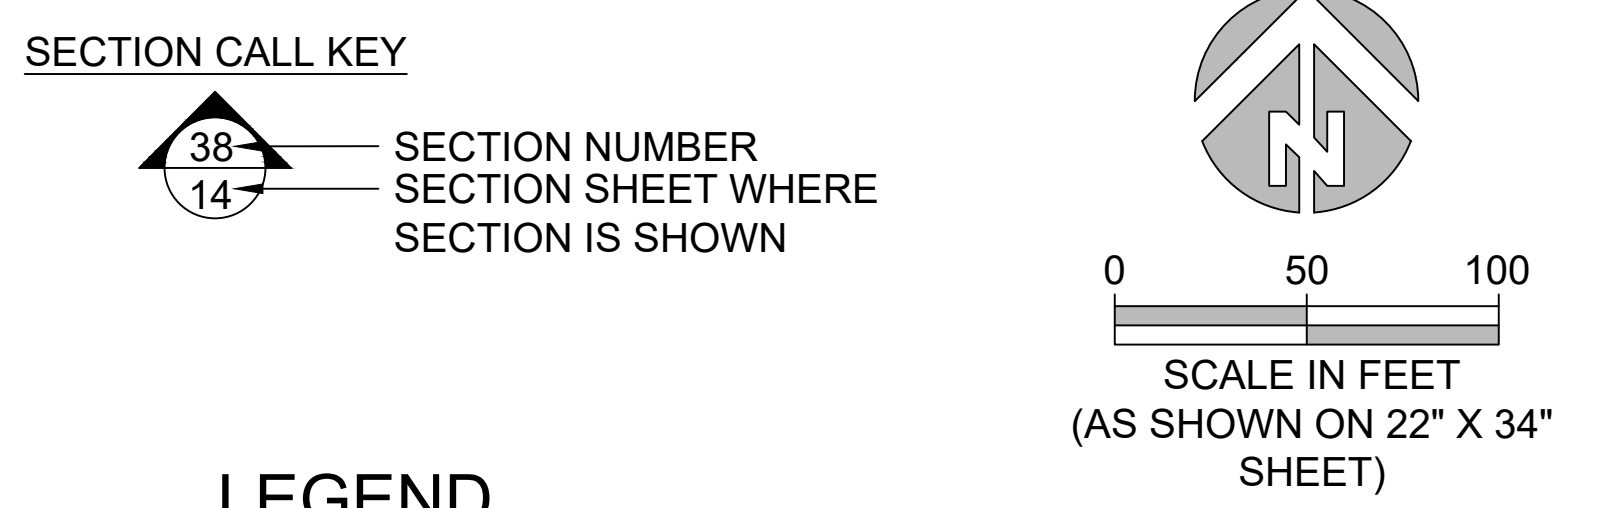 SECTION CALL KEY
38
14
SECTION NUMBER
SECTION SHEET WHERE
SECTION IS SHOWN
N
0 50 100
SCALE IN FEET
(AS SHOWN ON 22" X 34"
SHEET)
LEGEND